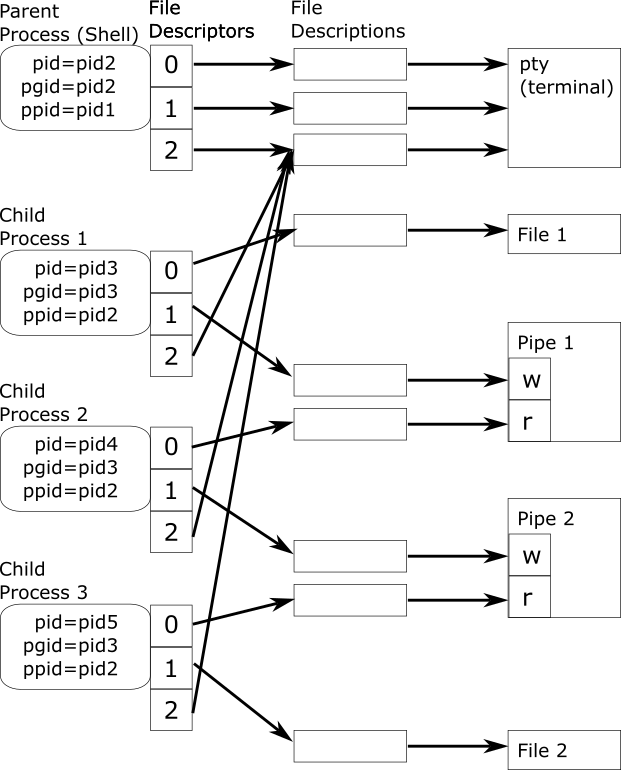 Parent
Process (Shell)
File
Descriptors
File
Descriptions
pid=pid2
pgid=pid2
ppid=pid1
0
1
2
pty
(terminal)
Child
Process 1
pid=pid3
pgid=pid3
ppid=pid2
0
1
2
File 1
Pipe 1
w
r
Child
Process 2
pid=pid4
pgid=pid3
ppid=pid2
0
1
2
Pipe 2
w
r
Child
Process 3
pid=pid5
pgid=pid3
ppid=pid2
0
1
2
File 2